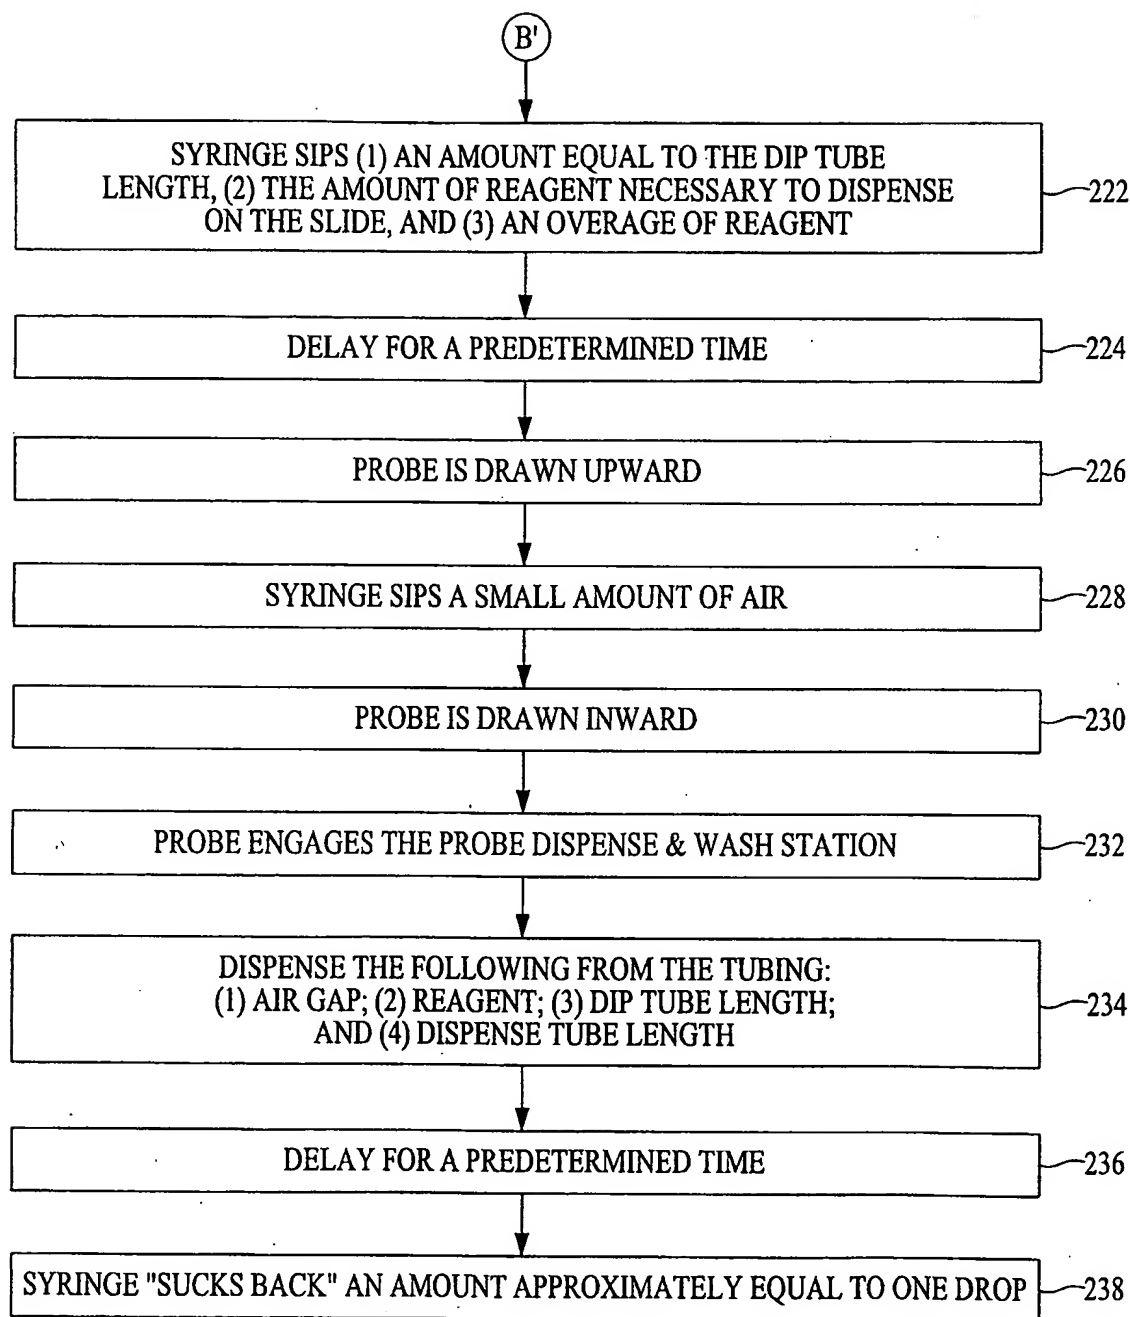 B'
SYRINGE SIPS (1) AN AMOUNT EQUAL TO THE DIP TUBE
LENGTH, (2) THE AMOUNT OF REAGENT NECESSARY TO DISPENSE
ON THE SLIDE, AND (3) AN OVERAGE OF REAGENT
222
DELAY FOR A PREDETERMINED TIME
224
PROBE IS DRAWN UPWARD
226
SYRINGE SIPS A SMALL AMOUNT OF AIR
228
PROBE IS DRAWN INWARD
230
PROBE ENGAGES THE PROBE DISPENSE & WASH STATION
232
DISPENSE THE FOLLOWING FROM THE TUBING:
(1) AIR GAP; (2) REAGENT; (3) DIP TUBE LENGTH;
AND (4) DISPENSE TUBE LENGTH
234
DELAY FOR A PREDETERMINED TIME
236
SYRINGE "SUCKS BACK" AN AMOUNT APPROXIMATELY EQUAL TO ONE DROP
238